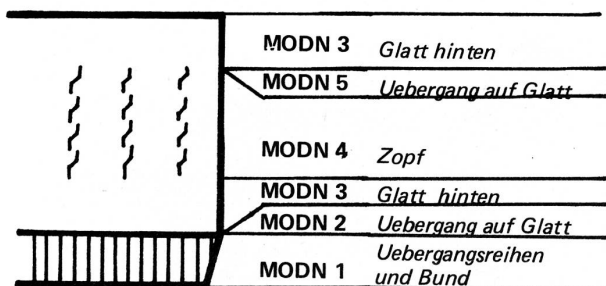 MODN 3 Glatt hinten
MODN 5 Uebergang auf Glatt
MODN 4 Zopf
MODN 3 Glatt hinten
MODN 2 Uebergang auf Glatt
MODN 1 Uebergangsreihen
und Bund